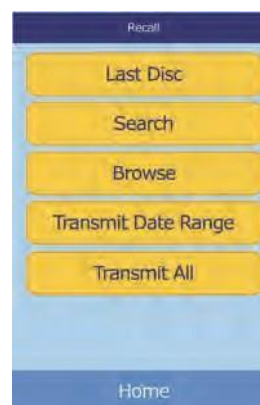 Recall
Last Disc
Search
Browse
Transmit Date Range
Transmit All
Home